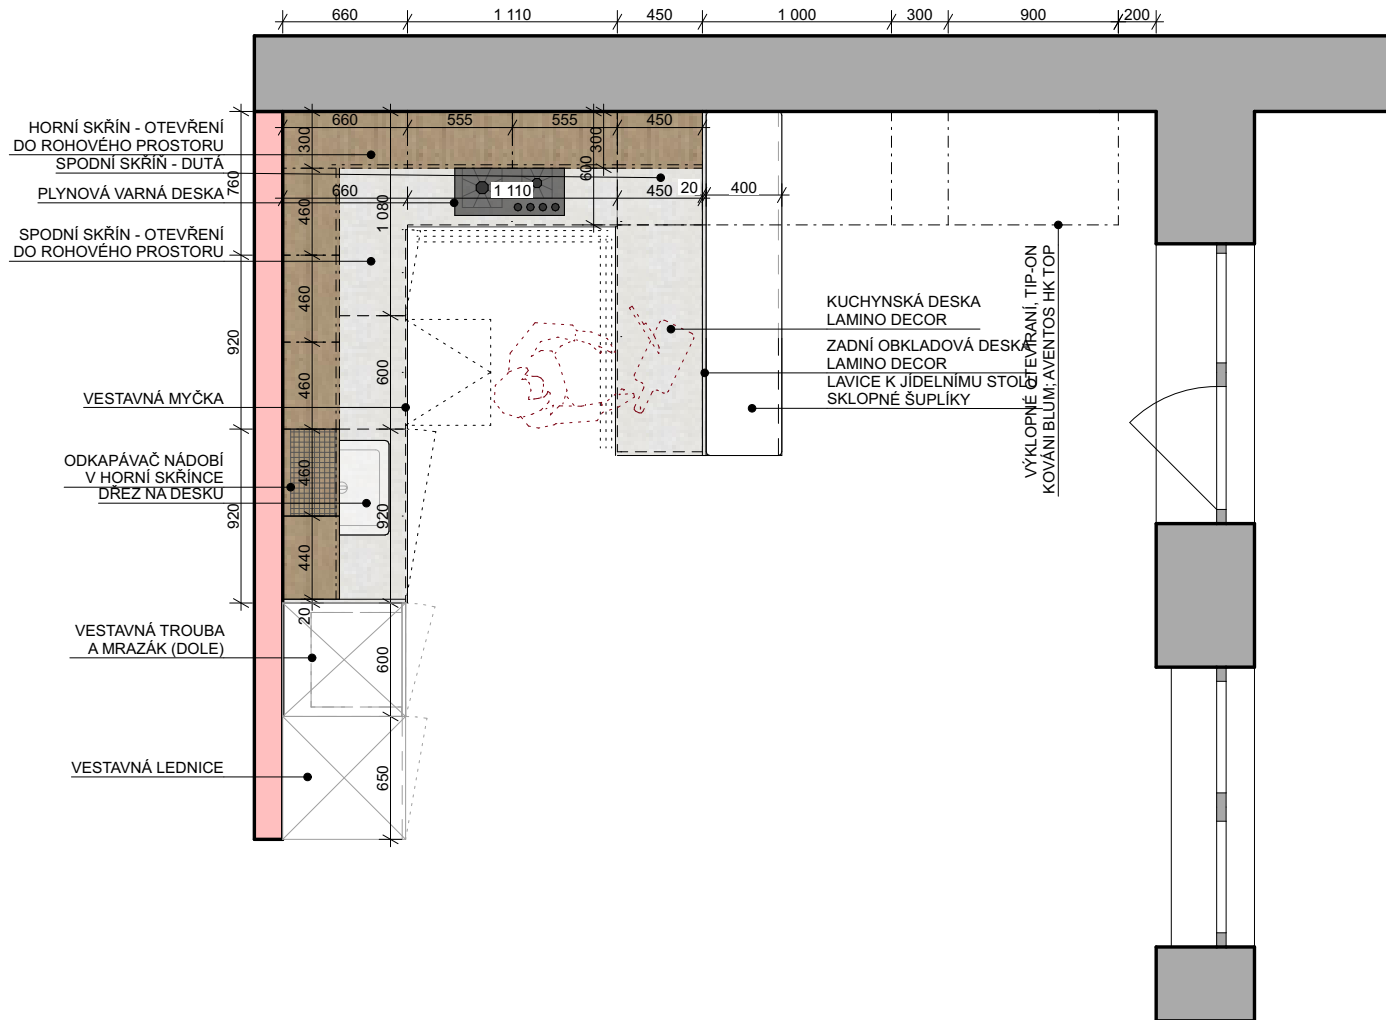 660
1 110
450
1 000
300
900
200
HORNÍ SKŘÍN - OTEVŘENÍ
DO ROHOVÉHO PROSTORU
SPODNÍ SKŘÍŇ - DUTÁ
PLYNOVÁ VARNÁ DESKA
SPODNÍ SKŘÍN - OTEVŘENÍ
DO ROHOVÉHO PROSTORU
VESTAVNÁ MYČKA
ODKAPÁVAČ NÁDOBÍ
V HORNÍ SKŘÍNCE
DŘEZ NA DESKU
VESTAVNÁ TROUBA
A MRAZÁK (DOLE)
VESTAVNÁ LEDNICE
760
920
920
300
460
460
460
460
440
20
660
555
555
450
300
600
660
1 110
450
20
400
1 080
600
920
600
650
KUCHYNSKÁ DESKA
LAMINO DECOR
ZADNÍ OBKLADOVÁ DESKA
LAMINO DECOR
LAVICE K JÍDELNÍMU STOLU
SKLOPNÉ ŠUPLÍKY
VÝKLOPNÉ OTEVÍRANÍ, TIP-ON
KOVÁNI BLUM, AVENTOS HK TOP